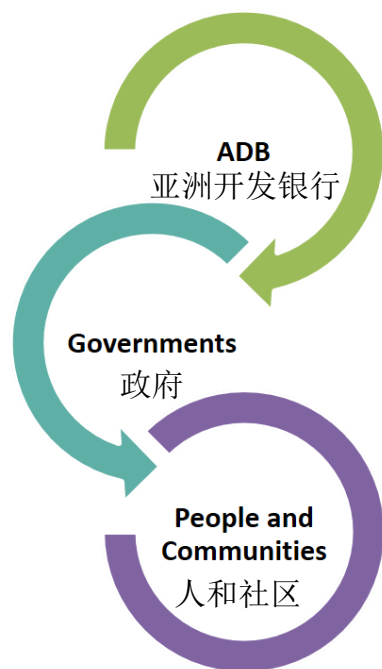 ADB
亚洲开发银行
Governments
政府
People and
Communities
人和社区